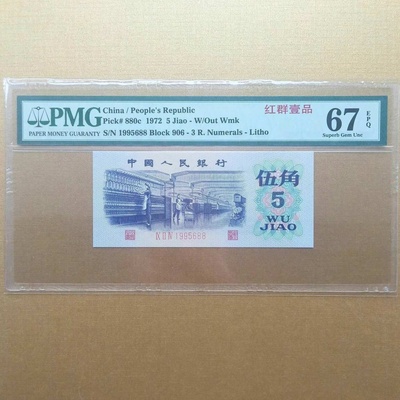 PMG
PAPER MONEY GUARANTY
China / People's Republic
Pick# 880c 1972 5 Jiao - W/Out Wmk
S/N 1995688 Block 906 - 3 R. Numerals - Litho
红群壹品
67
EPQ
Superb Gem Unc
中國人民銀行
伍角
5
WU
JIAO
1995688